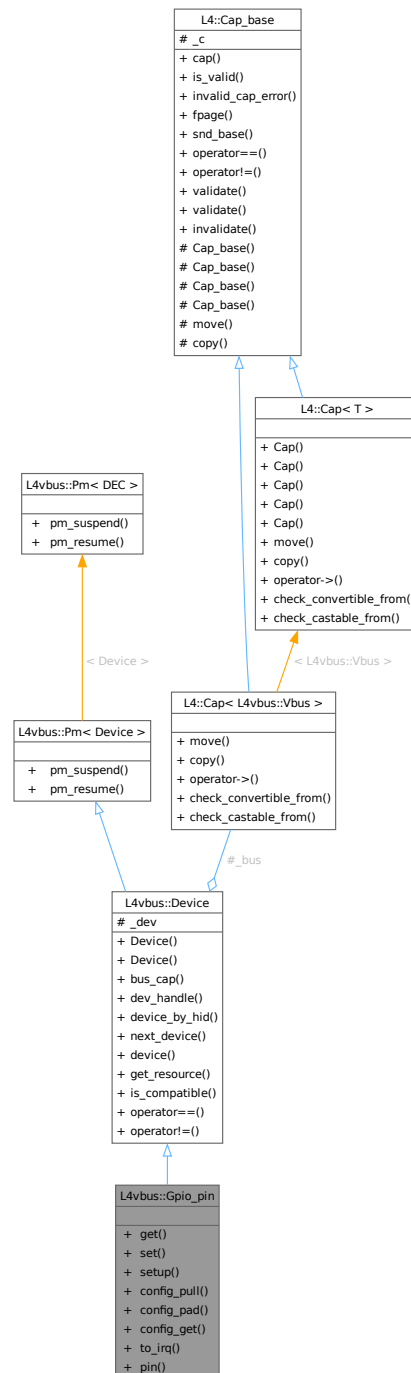 L4::Cap_base
# _c
+ cap()
+ is_valid()
+ invalid_cap_error()
+ fpage()
+ snd_base()
+ operator==()
+ operator!=()
+ validate()
+ validate()
+ invalidate()
# Cap_base()
# Cap_base()
# Cap_base()
# Cap_base()
# move()
# copy()
L4::Cap< T >
+ Cap()
+ Cap()
+ Cap()
+ Cap()
+ Cap()
+ move()
+ copy()
+ operator->()
+ check_convertible_from()
+ check_castable_from()
L4vbus::Pm< DEC >
+ pm_suspend()
+ pm_resume()
< Device >
< L4vbus::Vbus >
L4::Cap< L4vbus::Vbus >
+ move()
+ copy()
+ operator->()
+ check_convertible_from()
+ check_castable_from()
L4vbus::Pm< Device >
+ pm_suspend()
+ pm_resume()
#_bus
L4vbus::Device
# _dev
+ Device()
+ Device()
+ bus_cap()
+ dev_handle()
+ device_by_hid()
+ next_device()
+ device()
+ get_resource()
+ is_compatible()
+ operator==()
+ operator!=()
L4vbus::Gpio_pin
+ get()
+ set()
+ setup()
+ config_pull()
+ config_pad()
+ config_get()
+ to_irq()
+ pin()